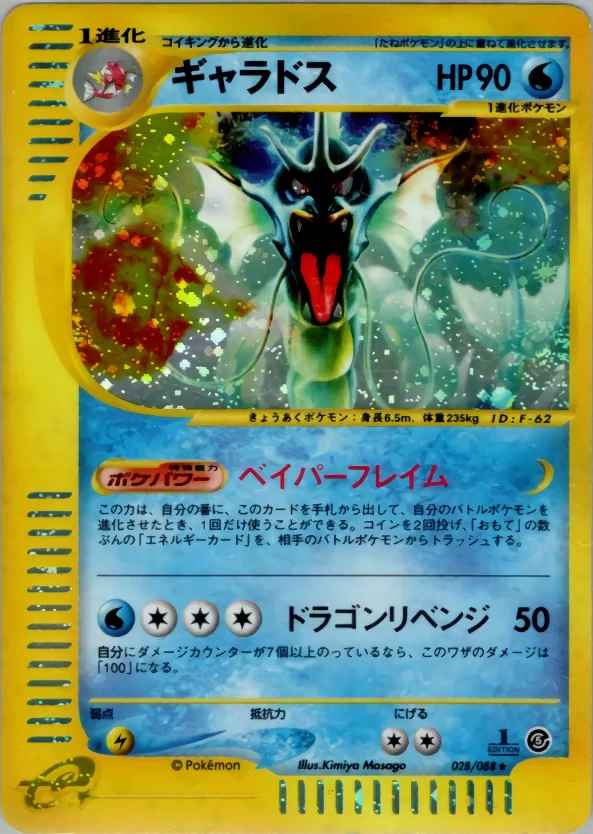 1進化
コイキングから進化
「たねポケモン」の上に重ねて進化させます。
ギャラドス HP90
1進化ポケモン
きょうあくポケモン：身長6.5m、体重235kg ID:F-62
特殊能力
ポケパワー ベイパーフレイム
この力は、自分の番に、このカードを手札から出して、自分のバトルポケモンを
進化させたとき、1回だけ使うことができる。コインを2回投げ、「おもて」の数
ぶんの「エネルギーカード」を、相手のバトルポケモンからトラッシュする。
ドラゴンリベンジ 50
自分にダメージカウンターが7個以上のっているなら、このワザのダメージは
「100」になる。
弱点 抵抗力 にげる
1
EDITION
5
©Pokémon Illus.Kimiya Masago 028/088★
e